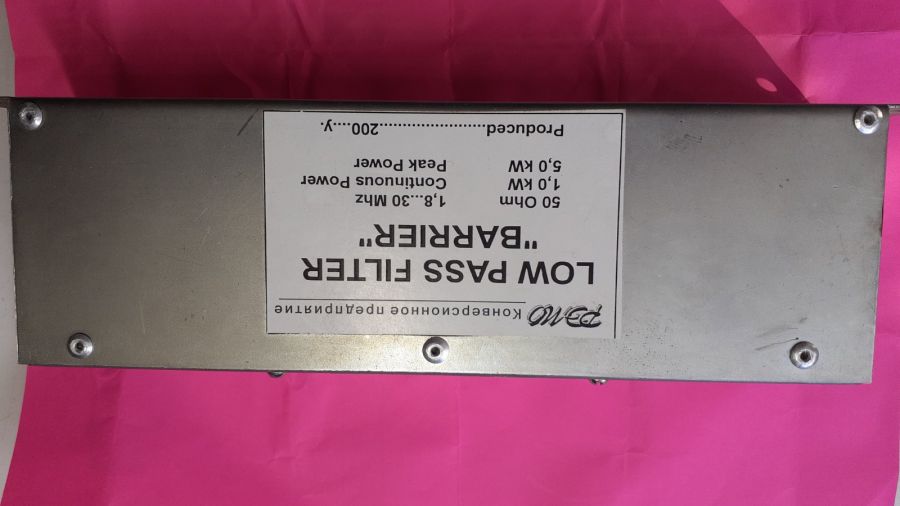 РЭМО Конверсионное предприятие
LOW PASS FILTER
"BARRIER"
50 Ohm 1,8...30 Mhz
1,0 kW Continuous Power
5,0 kW Peak Power
Produced............................200....y.